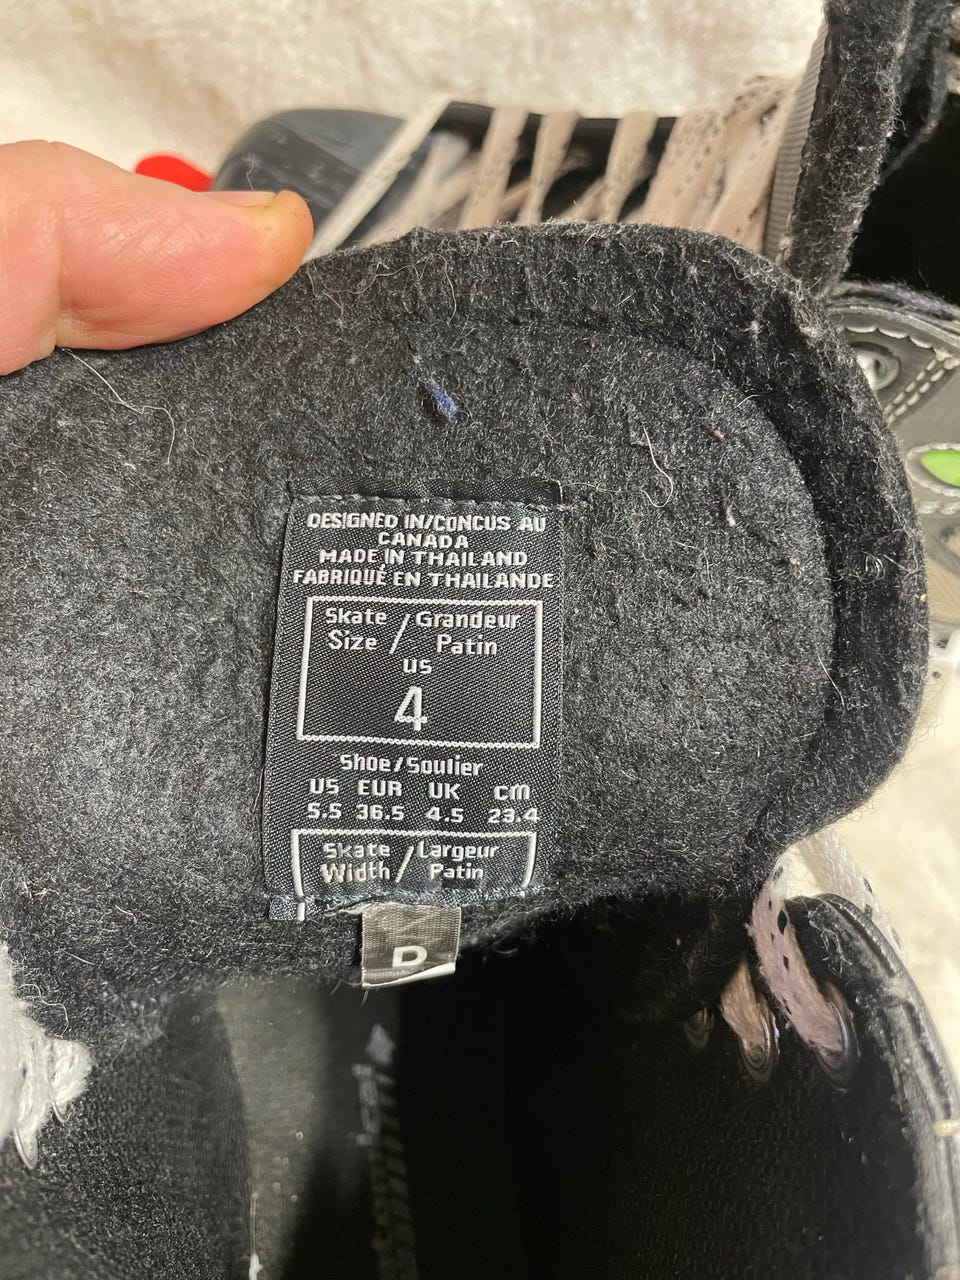 DESIGNED IN/CONCUS AU
CANADA
MADE IN THAILAND
FABRIQUÉ EN THAILANDE
Skate / Grandeur
Size / Patin
US
4
Shoe/Soulier
US EUR UK cm
5.5 36.5 4.5 23.4
Skate / Largeur
Width / Patin
D